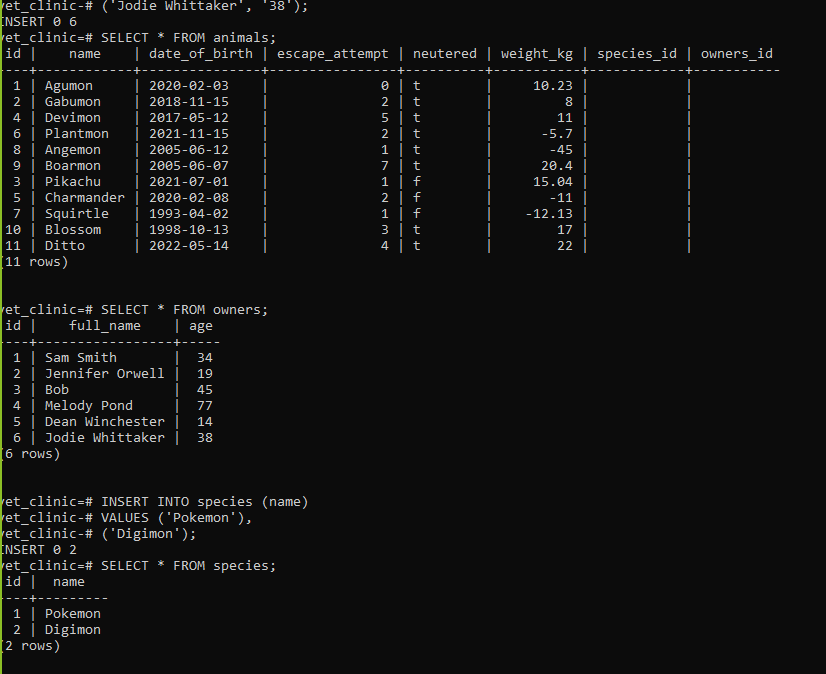 vet_clinic-# ('Jodie Whittaker', '38');
INSERT 0 6
vet_clinic=# SELECT * FROM animals;
id |    name    | date_of_birth | escape_attempt | neutered | weight_kg | species_id | owners_id
----+------------+---------------+----------------+----------+-----------+------------+-----------
  1 | Agumon     | 2020-02-03    |              0 | t        |     10.23 |            |
  2 | Gabumon    | 2018-11-15    |              2 | t        |         8 |            |
  4 | Devimon    | 2017-05-12    |              5 | t        |        11 |            |
  6 | Plantmon   | 2021-11-15    |              2 | t        |      -5.7 |            |
  8 | Angemon    | 2005-06-12    |              1 | t        |       -45 |            |
  9 | Boarmon    | 2005-06-07    |              7 | t        |      20.4 |            |
  3 | Pikachu    | 2021-07-01    |              1 | f        |     15.04 |            |
  5 | Charmander | 2020-02-08    |              2 | f        |       -11 |            |
  7 | Squirtle   | 1993-04-02    |              1 | f        |    -12.13 |            |
 10 | Blossom    | 1998-10-13    |              3 | t        |        17 |            |
 11 | Ditto      | 2022-05-14    |              4 | t        |        22 |            |
(11 rows)
vet_clinic=# SELECT * FROM owners;
id |    full_name    | age
----+-----------------+-----
  1 | Sam Smith       |  34
  2 | Jennifer Orwell |  19
  3 | Bob             |  45
  4 | Melody Pond     |  77
  5 | Dean Winchester |  14
  6 | Jodie Whittaker |  38
(6 rows)
vet_clinic=# INSERT INTO species (name)
vet_clinic-# VALUES ('Pokemon'),
vet_clinic-# ('Digimon');
INSERT 0 2
vet_clinic=# SELECT * FROM species;
id |  name
----+---------
  1 | Pokemon
  2 | Digimon
(2 rows)